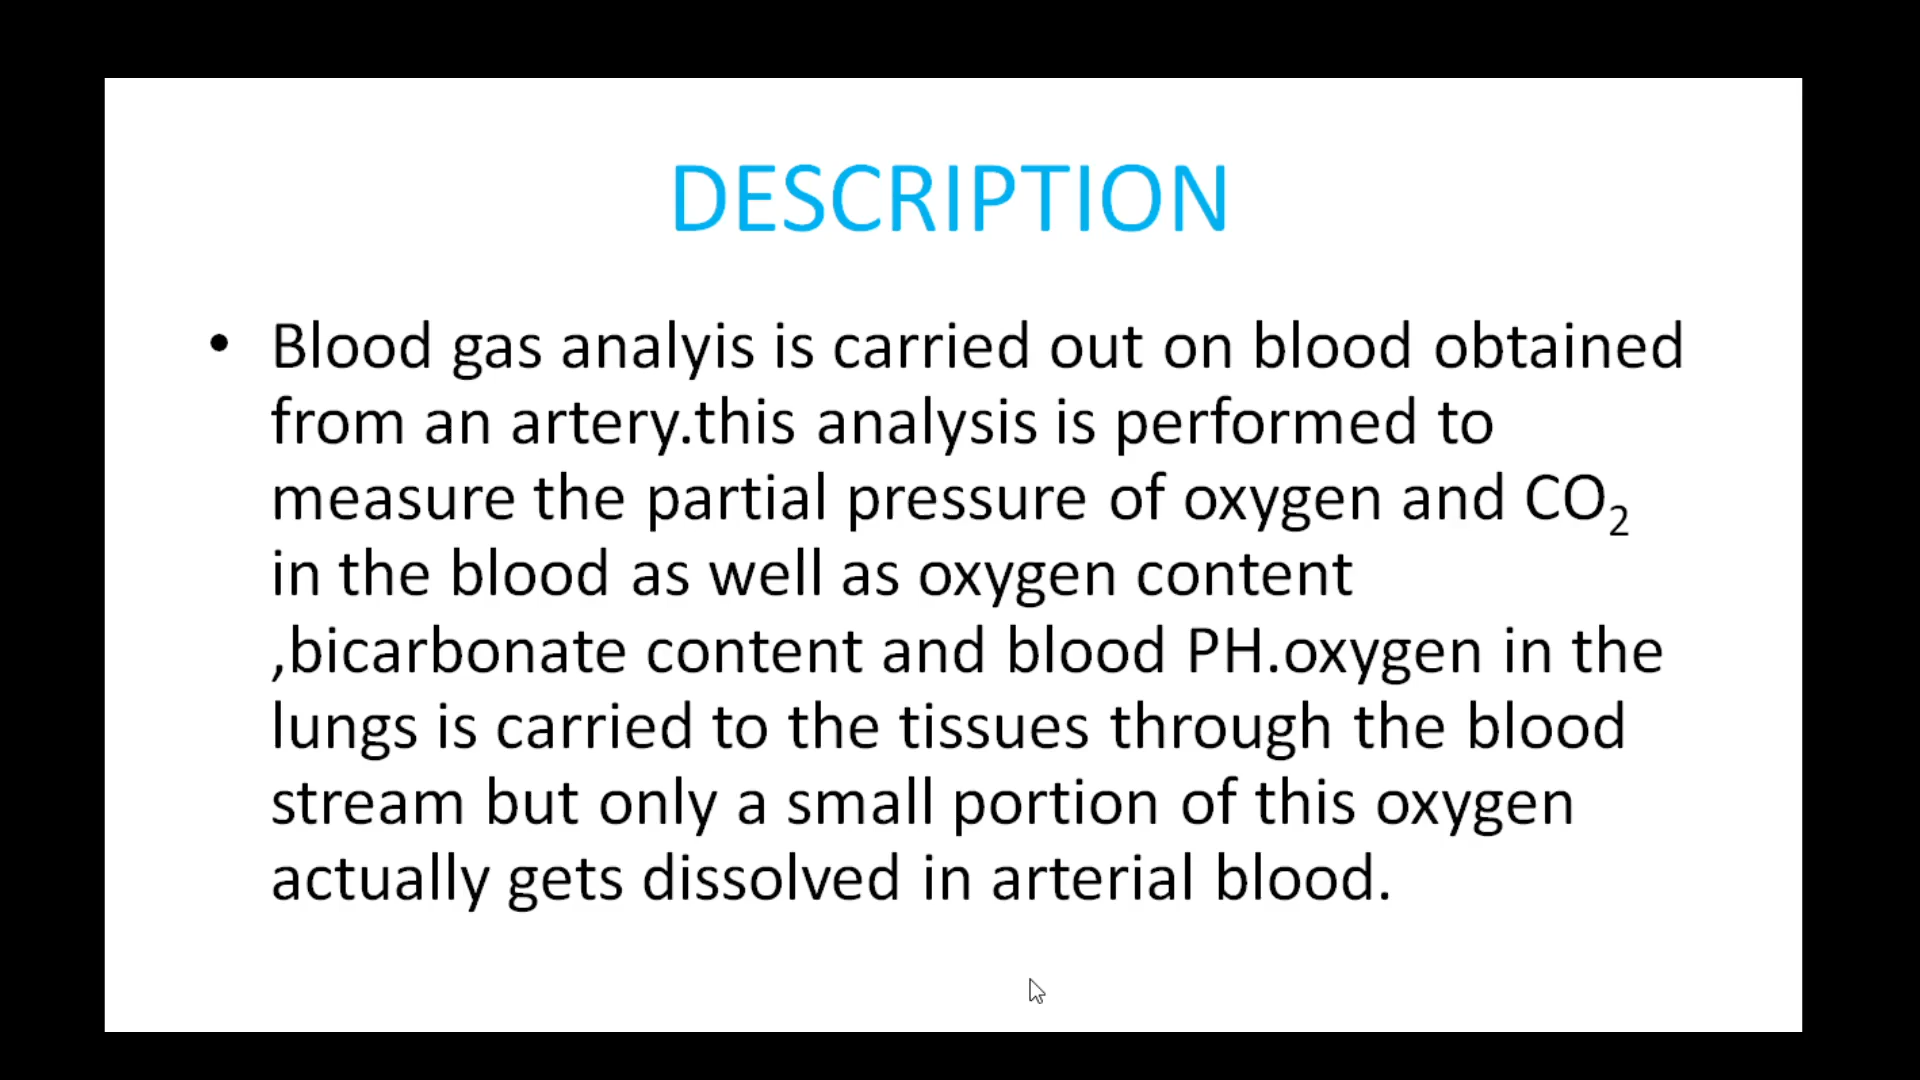 DESCRIPTION
• Blood gas analyis is carried out on blood obtained
from an artery.this analysis is performed to
measure the partial pressure of oxygen and CO₂
in the blood as well as oxygen content
,bicarbonate content and blood PH.oxygen in the
lungs is carried to the tissues through the blood
stream but only a small portion of this oxygen
actually gets dissolved in arterial blood.